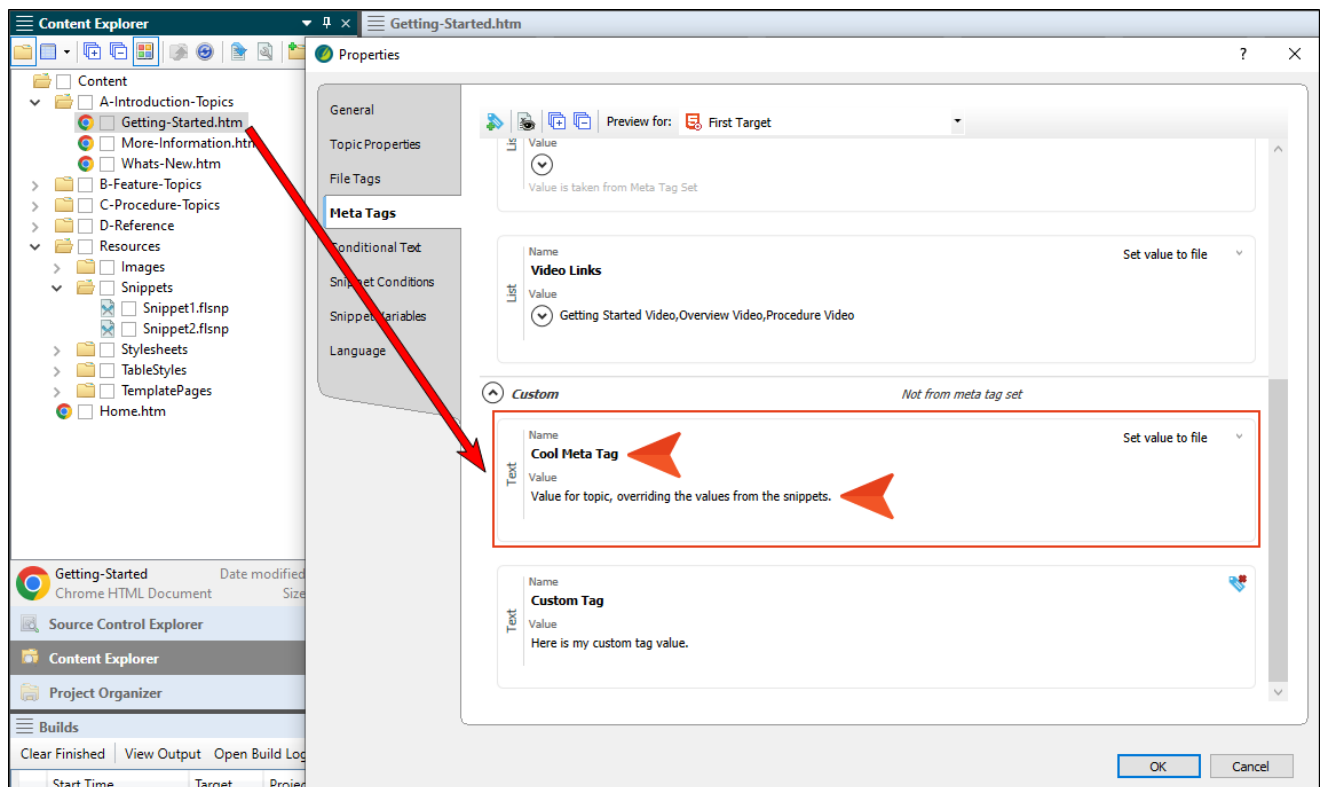 Content Explorer
Getting-Started.htm
Content
A-Introduction-Topics
Getting-Started.htm
More-Information.htm
Whats-New.htm
B-Feature-Topics
C-Procedure-Topics
D-Reference
Resources
Images
Snippets
Snippet1.flsnp
Snippet2.flsnp
Stylesheets
TableStyles
TemplatePages
Home.htm
Getting-Started Date modified
Chrome HTML Document Size
Source Control Explorer
Content Explorer
Project Organizer
Builds
Clear Finished View Output Open Build Log
Start Time Target Projec
Properties
?
General
Topic Properties
File Tags
Meta Tags
Conditional Text
Snippet Conditions
Snippet Variables
Language
Preview for: First Target
Value
Value is taken from Meta Tag Set
List
Name
Video Links
Set value to file
Value
Getting Started Video,Overview Video,Procedure Video
Custom Not from meta tag set
Text
Name
Cool Meta Tag
Set value to file
Value
Value for topic, overriding the values from the snippets.
Text
Name
Custom Tag
Value
Here is my custom tag value.
OK Cancel